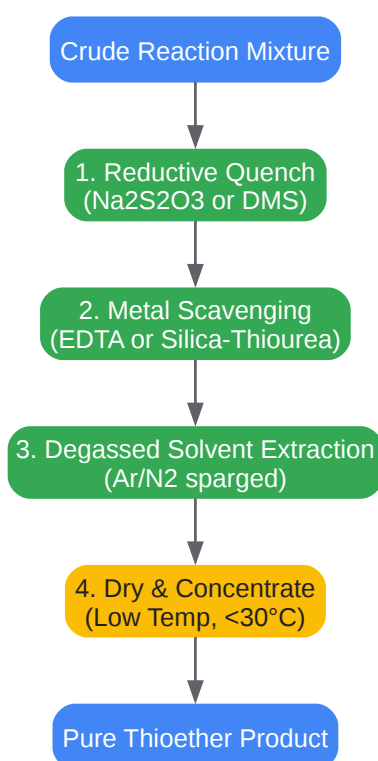 Crude Reaction Mixture
1. Reductive Quench
(Na2S2O3 or DMS)
2. Metal Scavenging
(EDTA or Silica-Thiourea)
3. Degassed Solvent Extraction
(Ar/N2 sparged)
4. Dry & Concentrate
(Low Temp, <30°C)
Pure Thioether Product